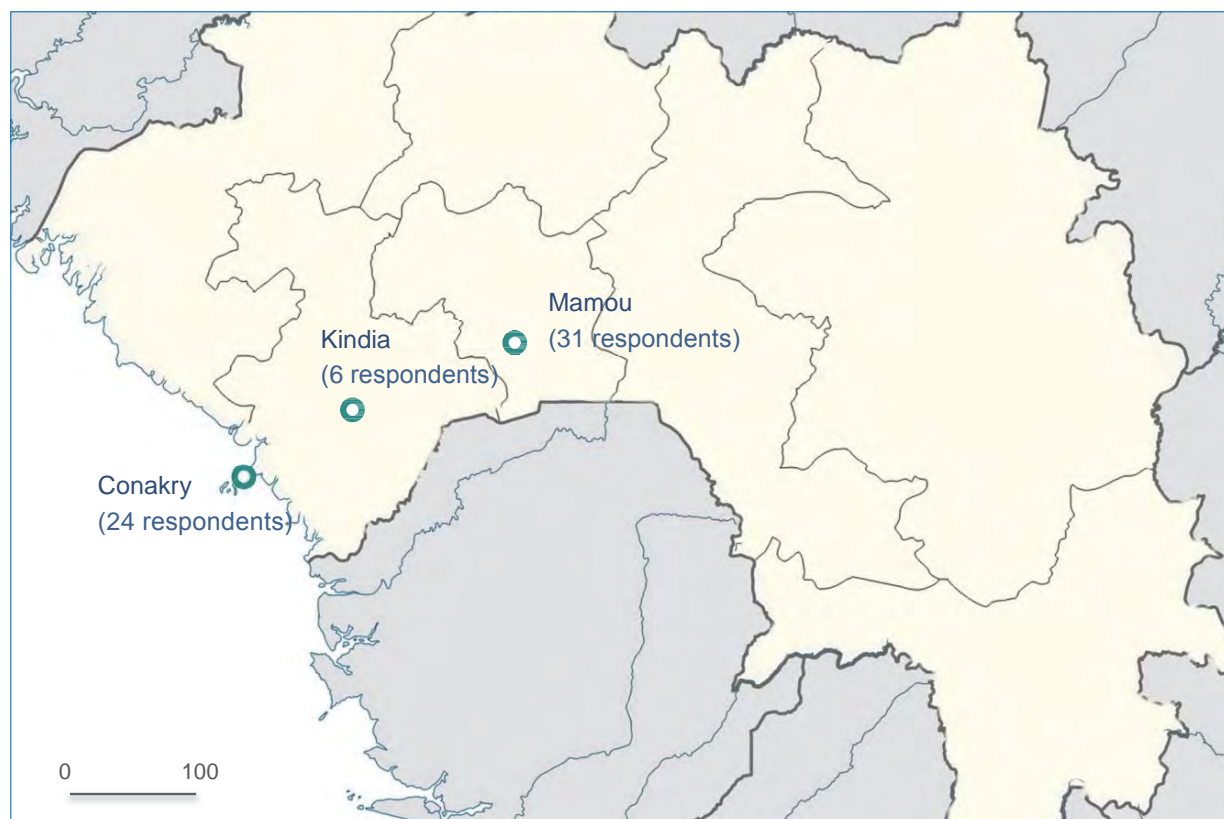 Mamou
(31 respondents)
Kindia
(6 respondents)
Conakry
(24 respondents)
0 100